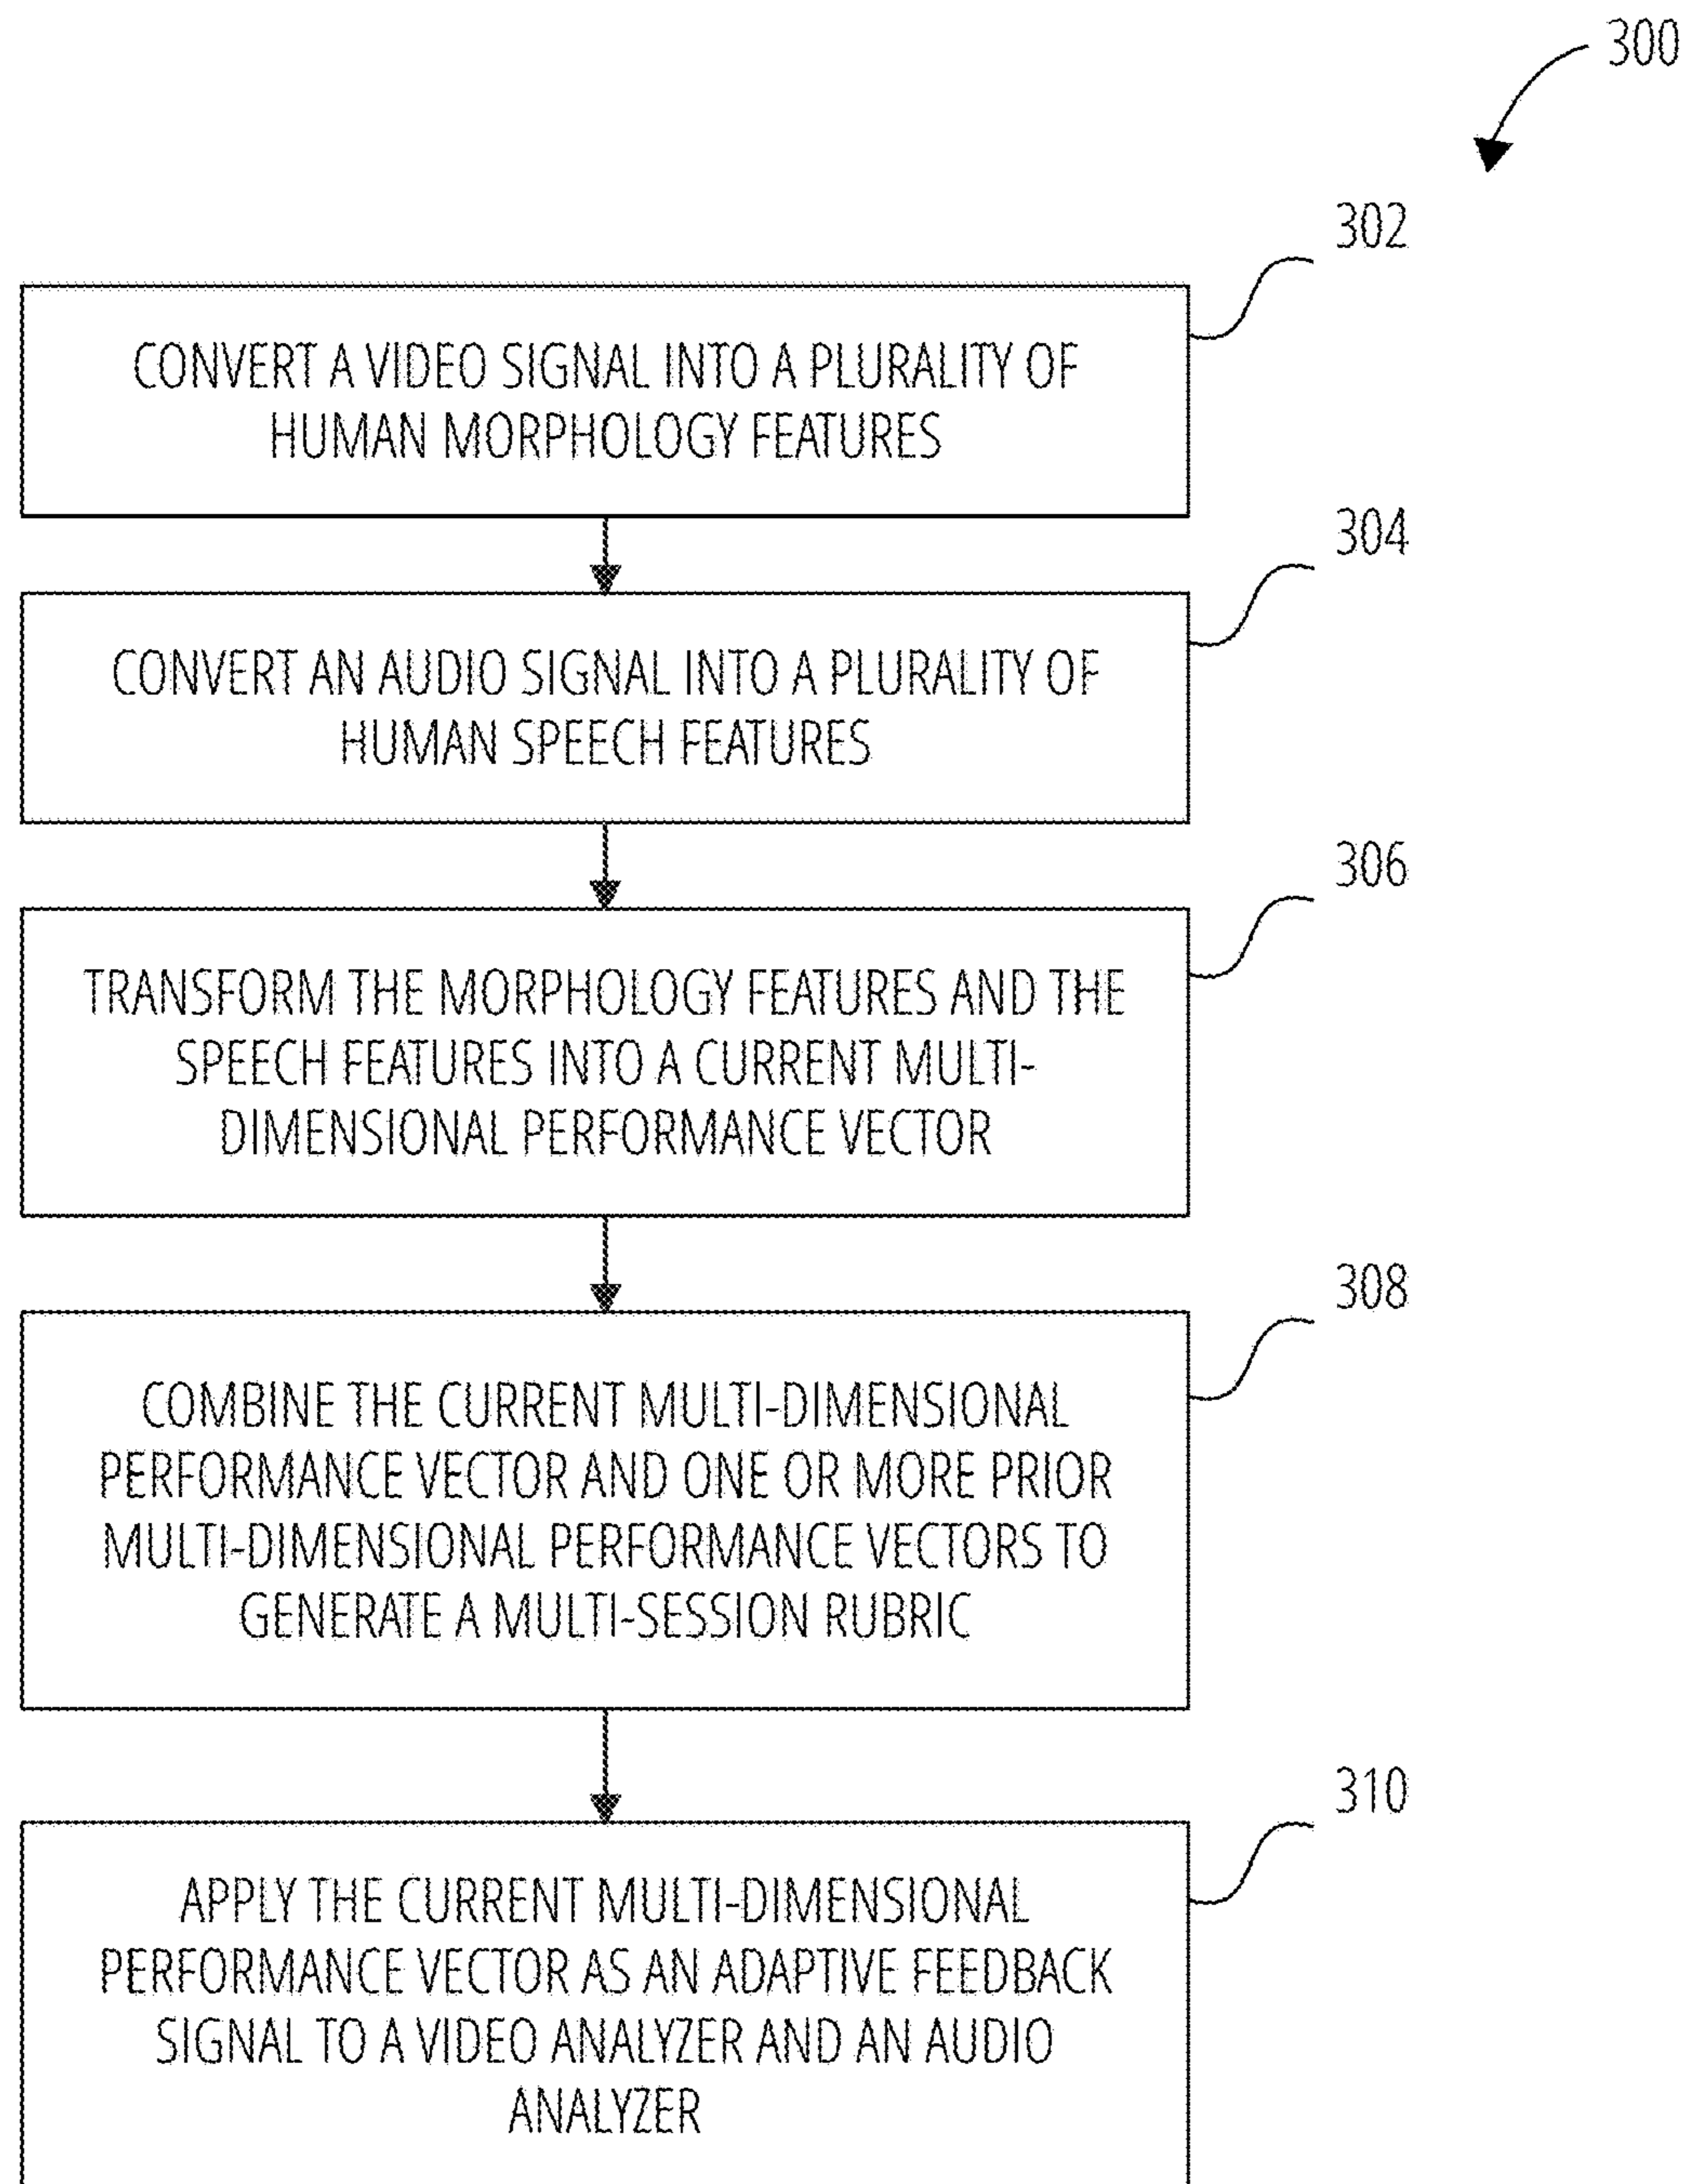 300
302
CONVERT A VIDEO SIGNAL INTO A PLURALITY OF
HUMAN MORPHOLOGY FEATURES
304
CONVERT AN AUDIO SIGNAL INTO A PLURALITY OF
HUMAN SPEECH FEATURES
306
TRANSFORM THE MORPHOLOGY FEATURES AND THE
SPEECH FEATURES INTO A CURRENT MULTI-
DIMENSIONAL PERFORMANCE VECTOR
308
COMBINE THE CURRENT MULTI-DIMENSIONAL
PERFORMANCE VECTOR AND ONE OR MORE PRIOR
MULTI-DIMENSIONAL PERFORMANCE VECTORS TO
GENERATE A MULTI-SESSION RUBRIC
310
APPLY THE CURRENT MULTI-DIMENSIONAL
PERFORMANCE VECTOR AS AN ADAPTIVE FEEDBACK
SIGNAL TO A VIDEO ANALYZER AND AN AUDIO
ANALYZER